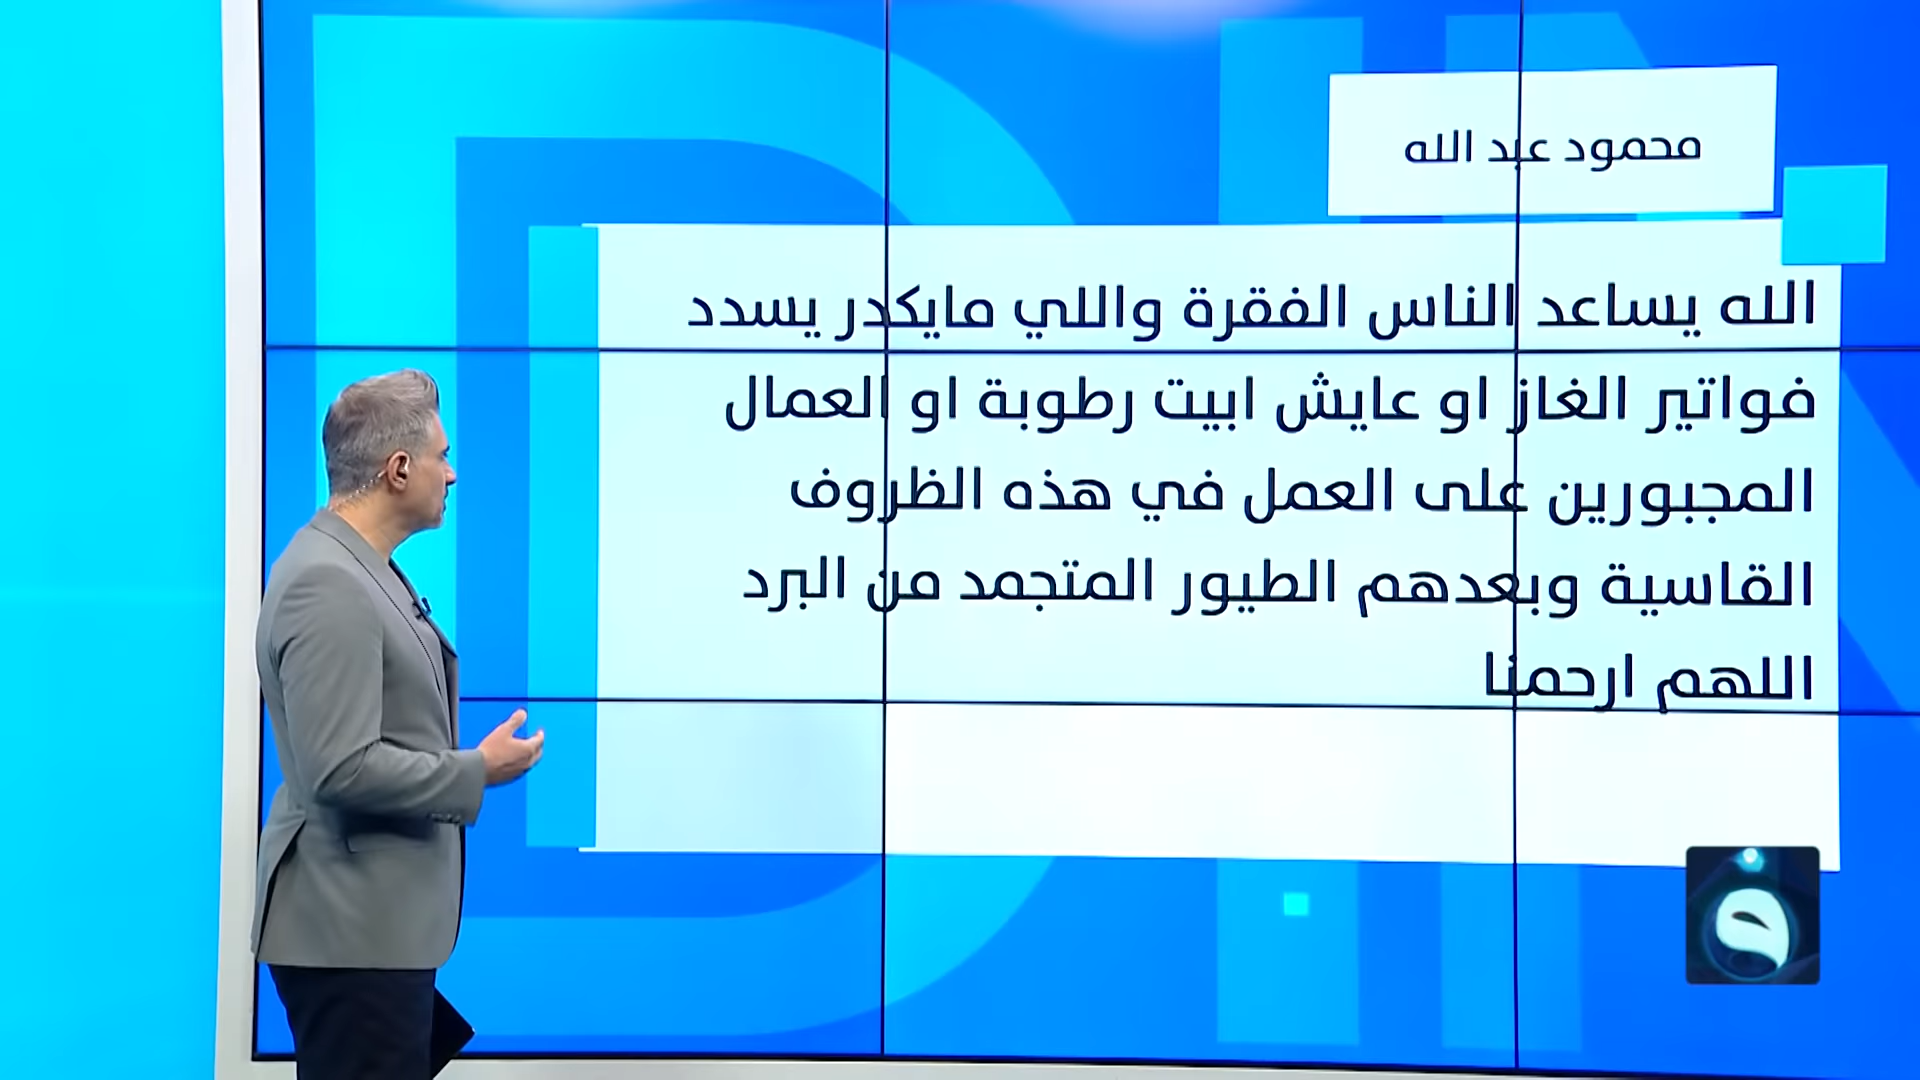 محمود عبد الله
الله يساعد الناس الفقرة واللي مايكدر يسدد
فواتير الغاز او عايش ابيت رطوبة او العمال
المجبورين على العمل في هذه الظروف
القاسية وبعدهم الطيور المتجمد من البرد
اللهم ارحمنا